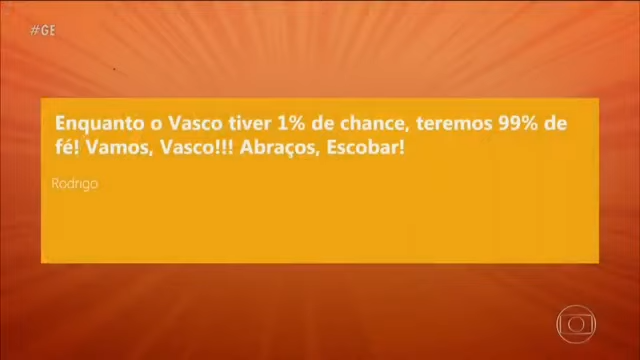 #GE
Enquanto o Vasco tiver 1% de chance, teremos 99% de
fé! Vamos, Vasco!!! Abraços, Escobar!
Rodrigo